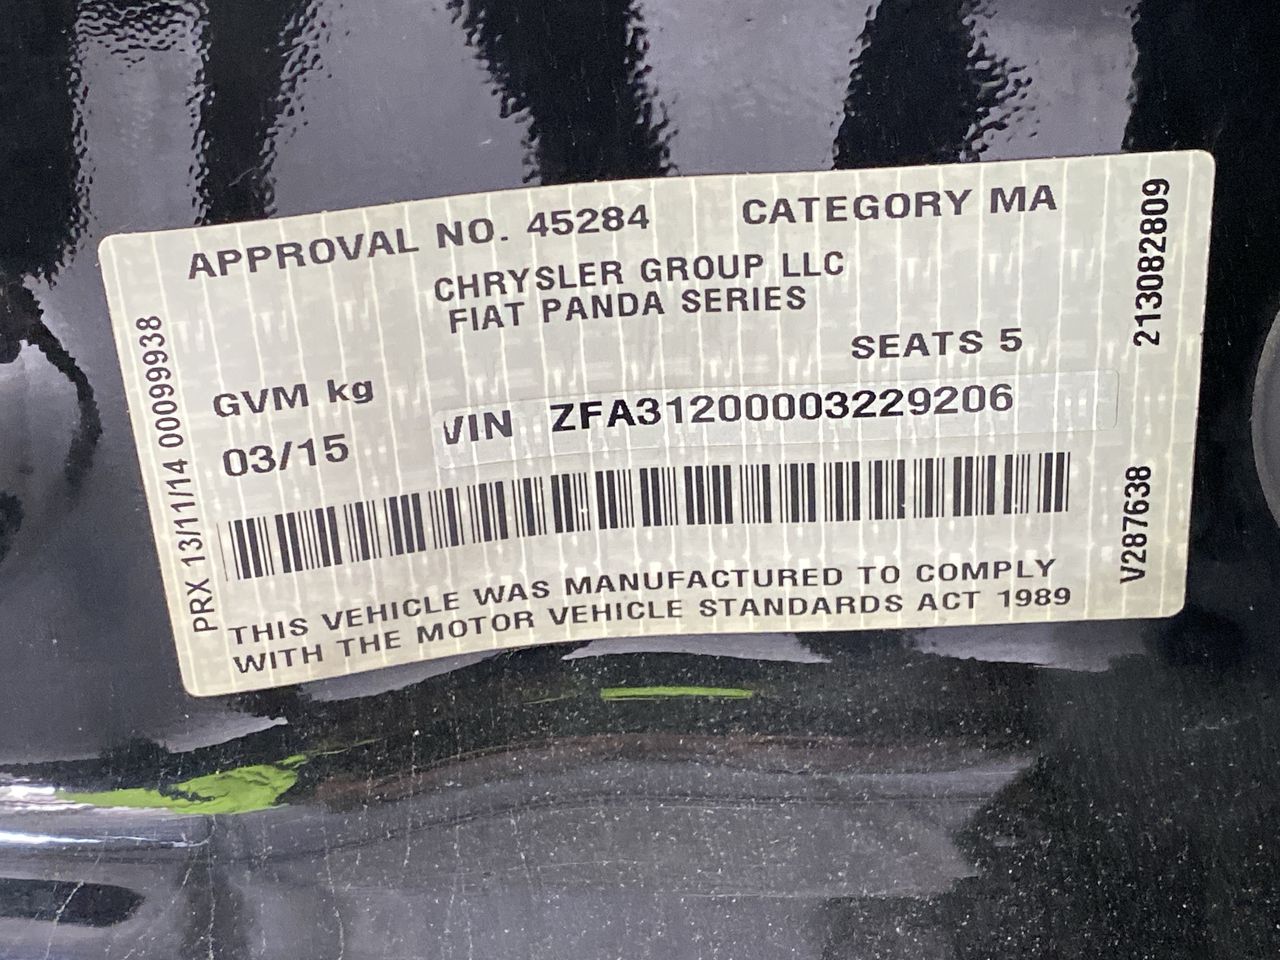 APPROVAL NO. 45284 CATEGORY MA
CHRYSLER GROUP LLC
FIAT PANDA SERIES
SEATS 5
GVM kg
03/15
VIN ZFA31200003229206
THIS VEHICLE WAS MANUFACTURED TO COMPLY
WITH THE MOTOR VEHICLE STANDARDS ACT 1989
PRX 13/11/14 00099938
213082809
V287638